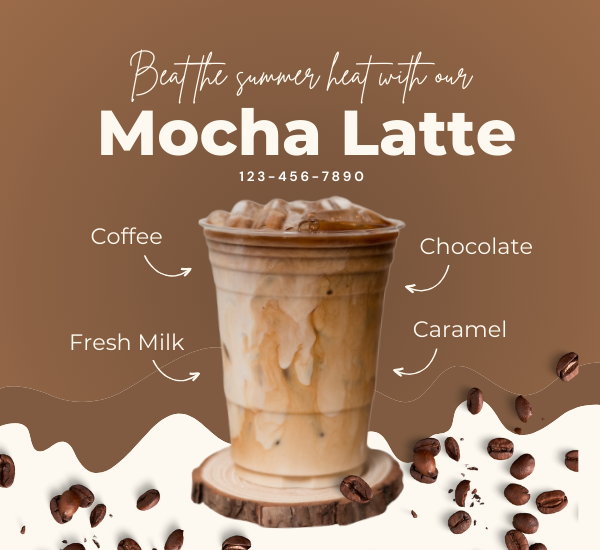 Beat the summer heat with our
Mocha Latte
123-456-7890
Coffee
Chocolate
Fresh Milk
Caramel